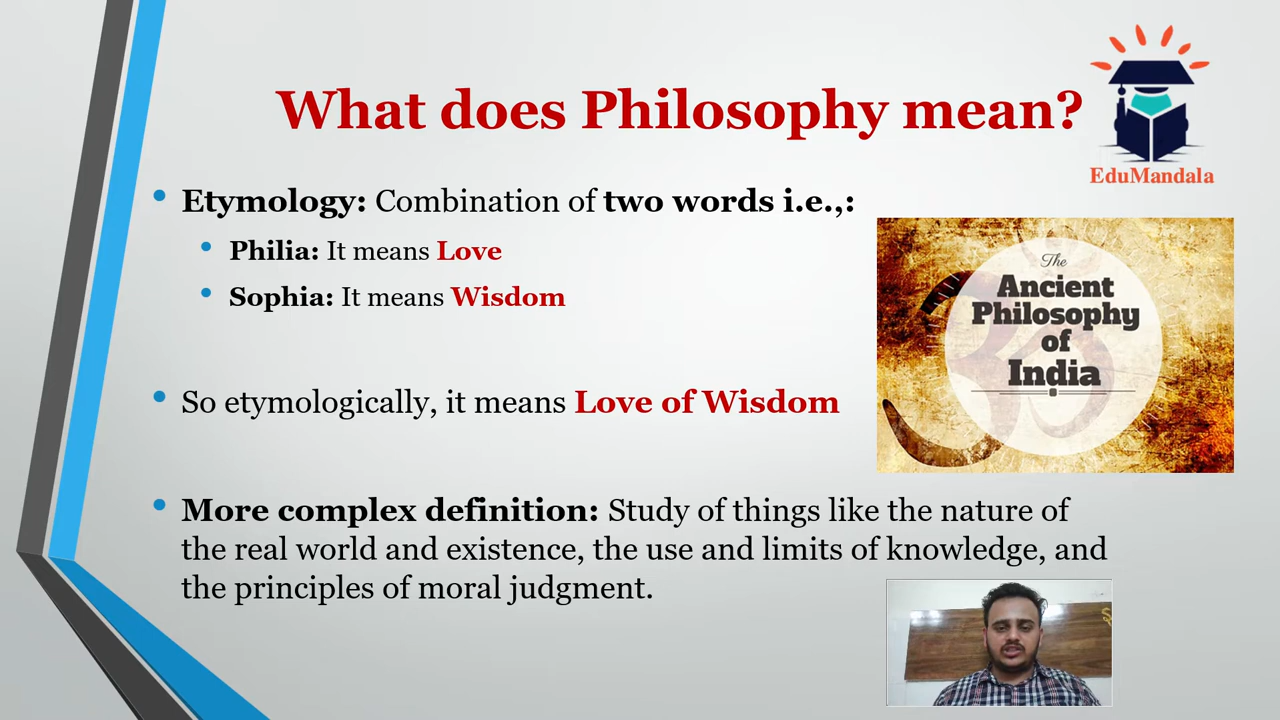 What does Philosophy mean?
EduMandala
Etymology: Combination of two words i.e.,:
Philia: It means Love
Sophia: It means Wisdom
The
Ancient
Philosophy
of
India
So etymologically, it means Love of Wisdom
More complex definition: Study of things like the nature of
the real world and existence, the use and limits of knowledge, and
the principles of moral judgment.